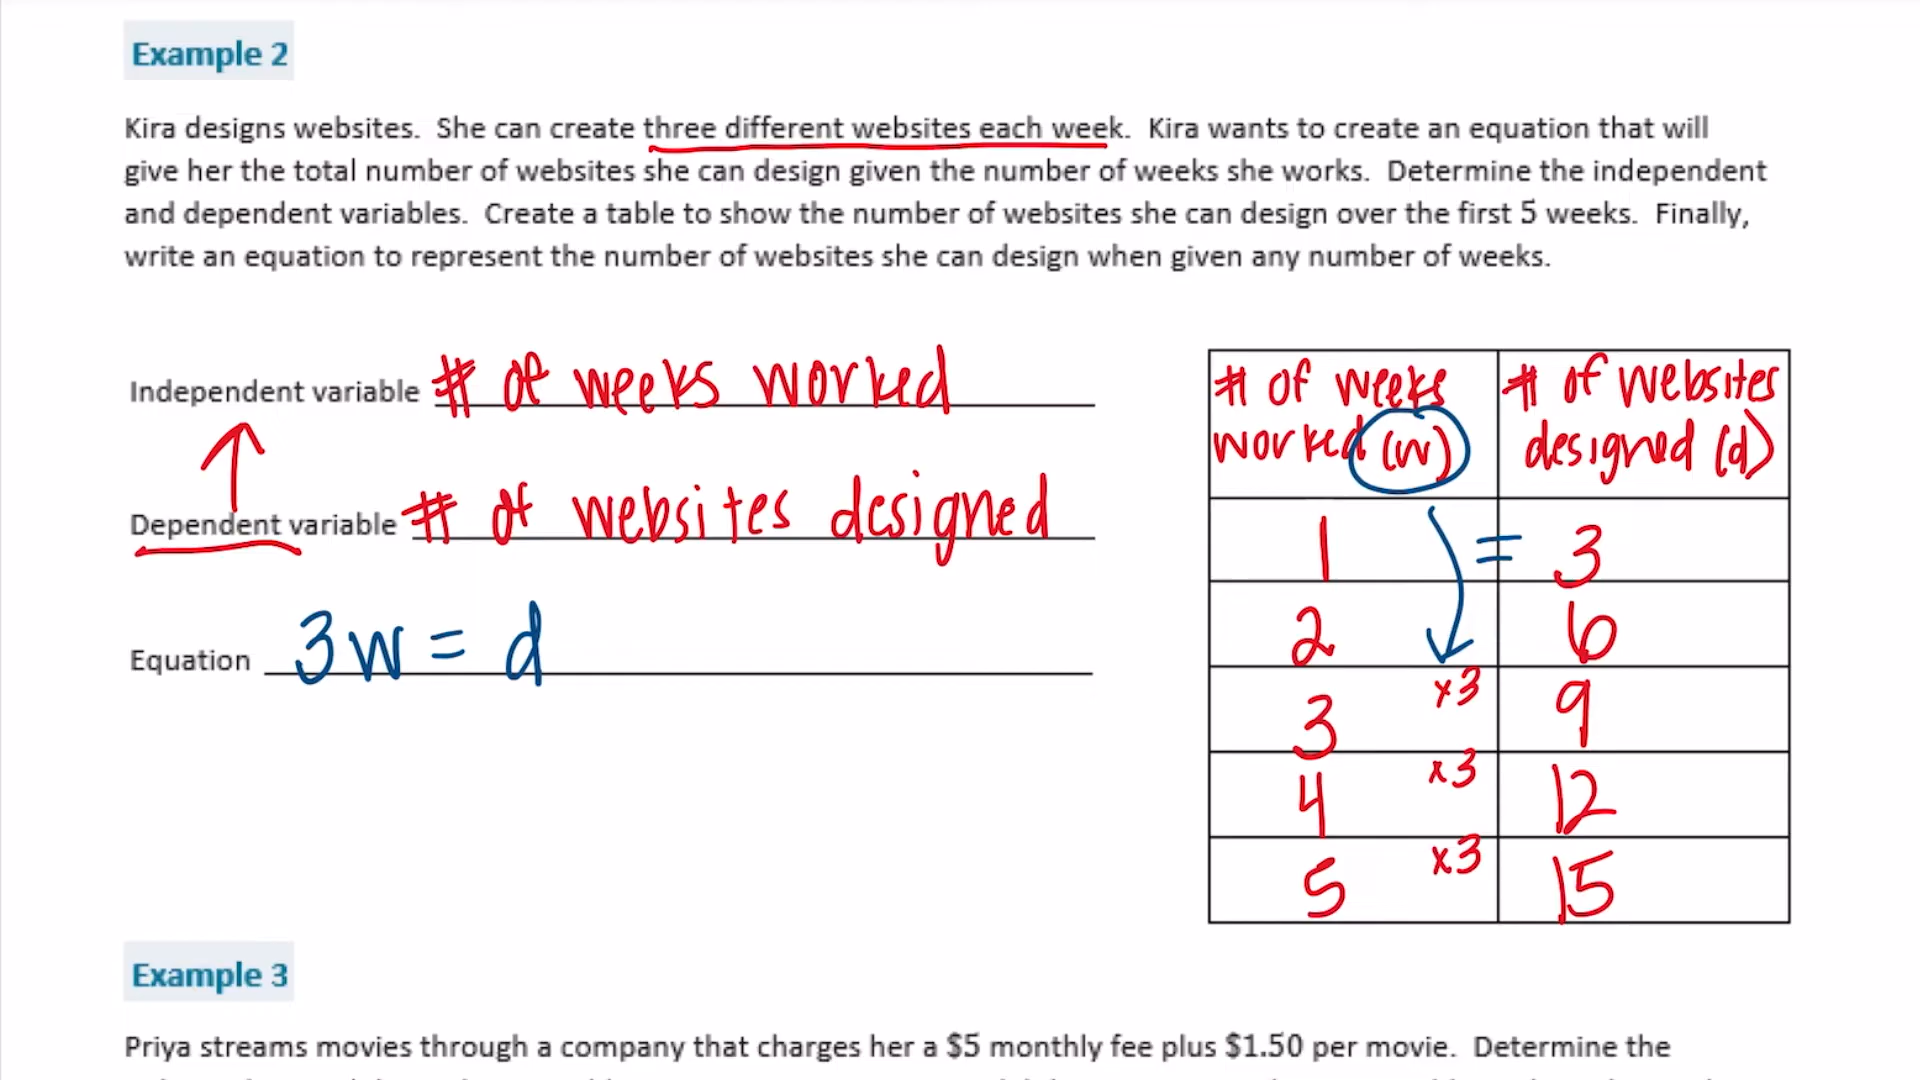 Example 2
Kira designs websites. She can create three different websites each week. Kira wants to create an equation that will
give her the total number of websites she can design given the number of weeks she works. Determine the independent
and dependent variables. Create a table to show the number of websites she can design over the first 5 weeks. Finally,
write an equation to represent the number of websites she can design when given any number of weeks.
Independent variable # of weeks worked
Dependent variable # of websites designed
Equation 3w = d
# of weeks worked (w) # of websites designed (d)
1 = 3
2 6
3 x3 9
4 x3 12
5 x3 15
Example 3
Priya streams movies through a company that charges her a $5 monthly fee plus $1.50 per movie. Determine the